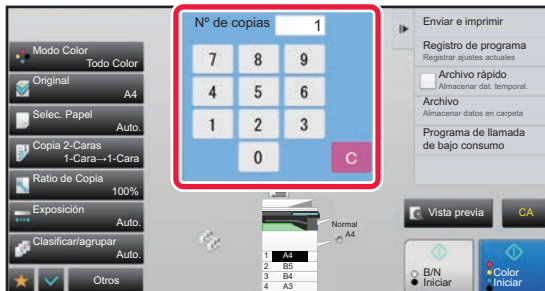 Modo Color
Todo Color
Original
A4
Selec. Papel
Auto.
Copia 2-Caras
1-Cara→1-Cara
Ratio de Copia
100%
Exposición
Auto.
Clasificar/agrupar
Auto.
Otros
Nº de copias 1
7 8 9
4 5 6
1 2 3
0 C
Normal
A4
1 A4
2 B5
3 B4
4 A3
Enviar e imprimir
Registro de programa
Registrar ajustes actuales
Archivo rápido
Almacenar dat. temporal.
Archivo
Almacenar datos en carpeta
Programa de llamada
de bajo consumo
Vista previa
CA
B/N
Iniciar
Color
Iniciar